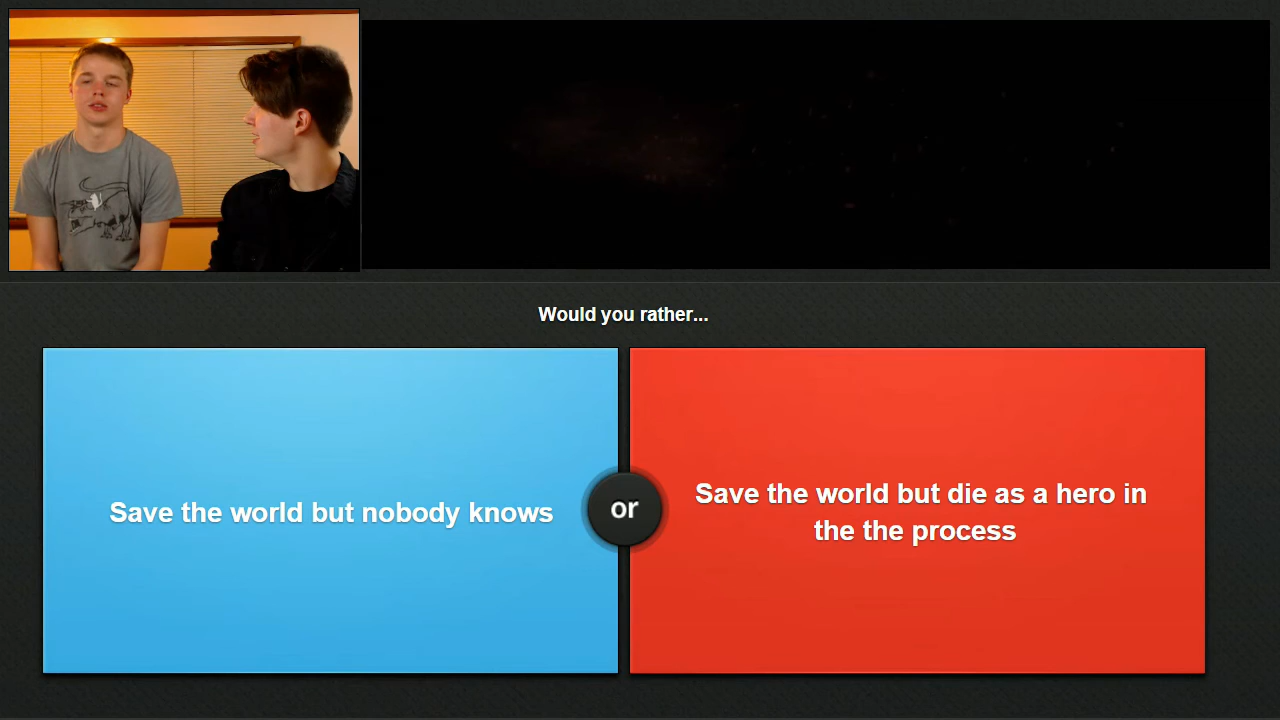 Would you rather...
Save the world but nobody knows
or
Save the world but die as a hero in
the the process